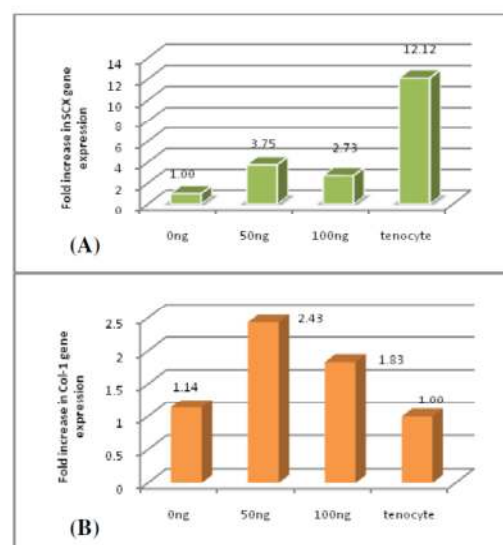 Fold increase in SCX gene
expression
14
12
10
8
6
4
2
0
1.00
3.75
2.73
12.12
0ng
50ng
100ng
tenocyte
(A)
Fold increase in Col-1 gene
expression
2.5
2
1.5
1
0.5
0
1.14
2.43
1.83
1.00
0ng
50ng
100ng
tenocyte
(B)